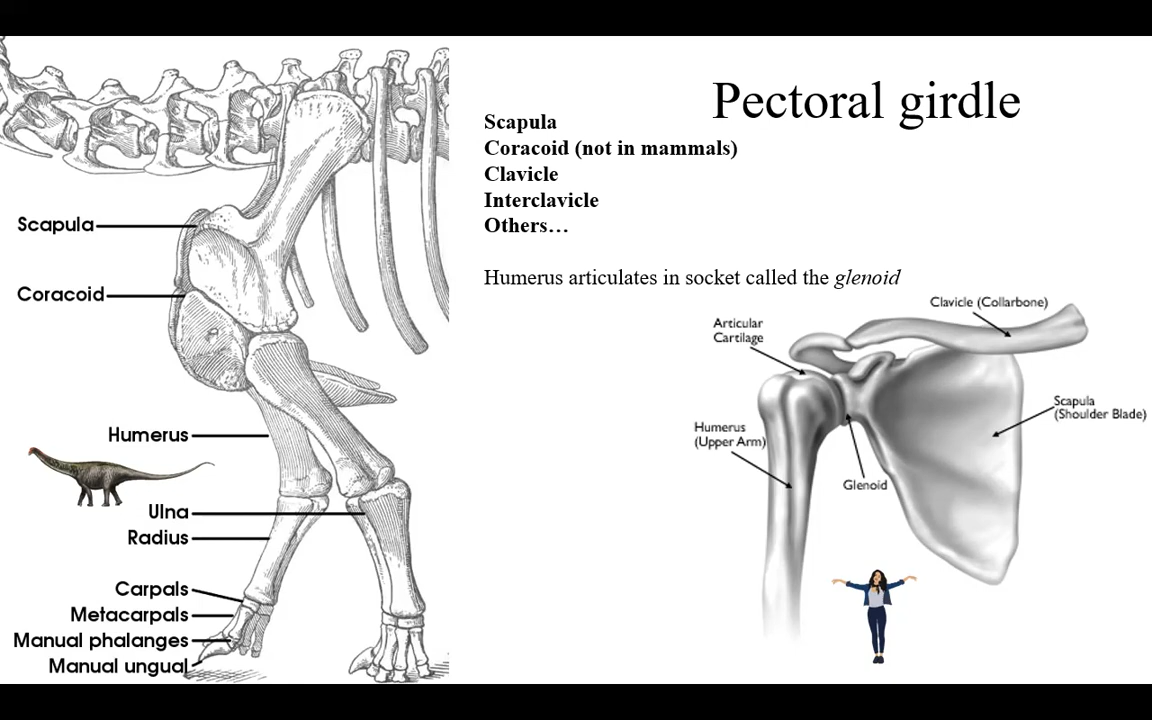 Pectoral girdle
Scapula
Coracoid (not in mammals)
Clavicle
Interclavicle
Others…
Humerus articulates in socket called the glenoid
Scapula
Coracoid
Humerus
Ulna
Radius
Carpals
Metacarpals
Manual phalanges
Manual ungual
Clavicle (Collarbone)
Articular
Cartilage
Scapula
(Shoulder Blade)
Humerus
(Upper Arm)
Glenoid